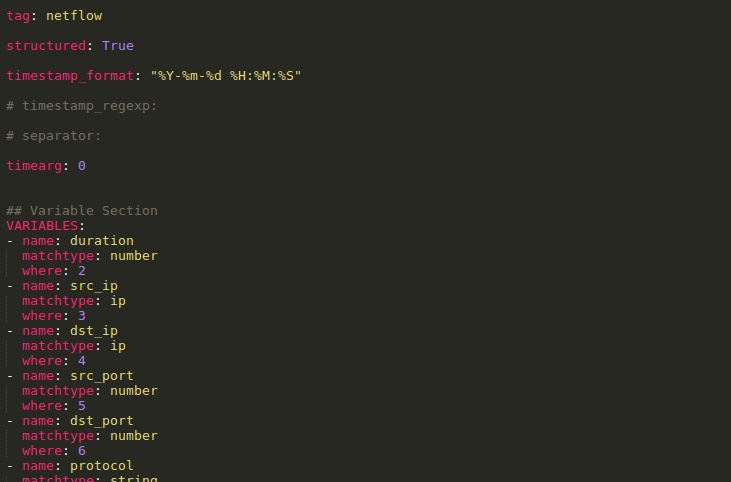 tag: netflow
structured: True
timestamp_format: "%Y-%m-%d %H:%M:%S"
# timestamp_regexp:
# separator:
timearg: 0
## Variable Section
VARIABLES:
- name: duration
  matchtype: number
  where: 2
- name: src_ip
  matchtype: ip
  where: 3
- name: dst_ip
  matchtype: ip
  where: 4
- name: src_port
  matchtype: number
  where: 5
- name: dst_port
  matchtype: number
  where: 6
- name: protocol
  matchtype: string